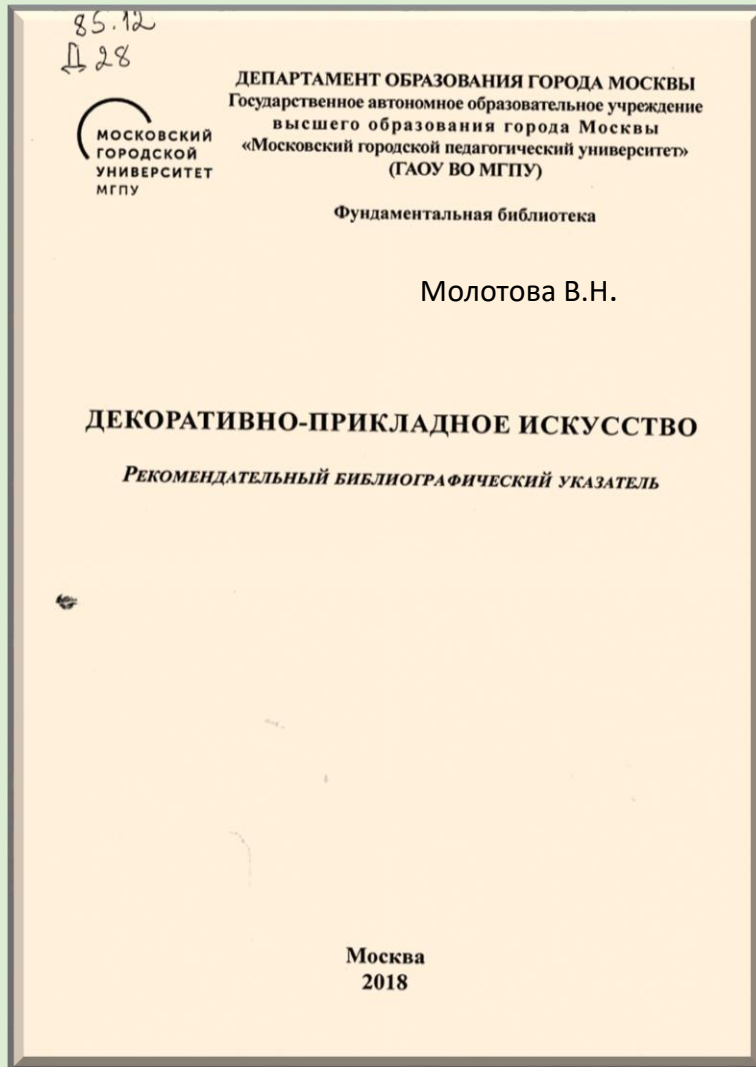 85.12
Д 28
МОСКОВСКИЙ
ГОРОДСКОЙ
УНИВЕРСИТЕТ
МГПУ
ДЕПАРТАМЕНТ ОБРАЗОВАНИЯ ГОРОДА МОСКВЫ
Государственное автономное образовательное учреждение
высшего образования города Москвы
«Московский городской педагогический университет»
(ГАОУ ВО МГПУ)
Фундаментальная библиотека
Молотова В.Н.
ДЕКОРАТИВНО-ПРИКЛАДНОЕ ИСКУССТВО
РЕКОМЕНДАТЕЛЬНЫЙ БИБЛИОГРАФИЧЕСКИЙ УКАЗАТЕЛЬ
Москва
2018